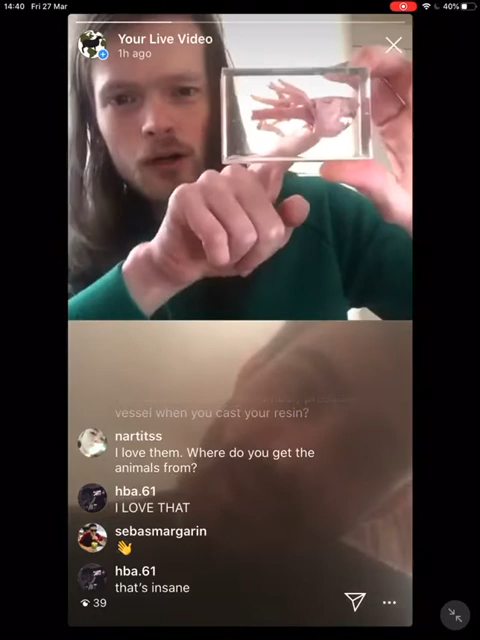 14:40 Fri 27 Mar 40%
Your Live Video
1h ago
vessel when you cast your resin?
nartitss
I love them. Where do you get the
animals from?
hba.61
I LOVE THAT
sebasmargarin
👋
hba.61
that's insane
39